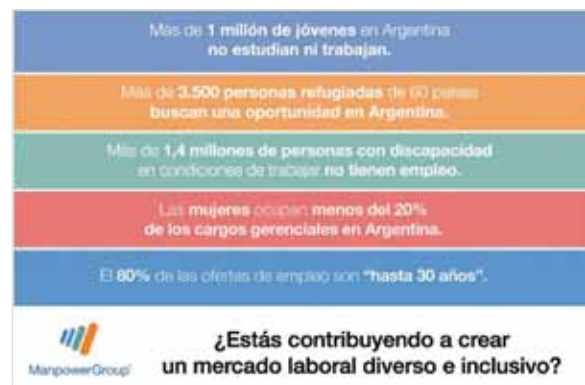 Más de 1 millón de jóvenes en Argentina
no estudian ni trabajan.
Más de 3.500 personas refugiadas de 60 países
buscan una oportunidad en Argentina.
Más de 1,4 millones de personas con discapacidad
en condiciones de trabajar no tienen empleo.
Las mujeres ocupan menos del 20%
de los cargos gerenciales en Argentina.
El 80% de las ofertas de empleo son "hasta 30 años".
ManpowerGroup
¿Estás contribuyendo a crear
un mercado laboral diverso e inclusivo?